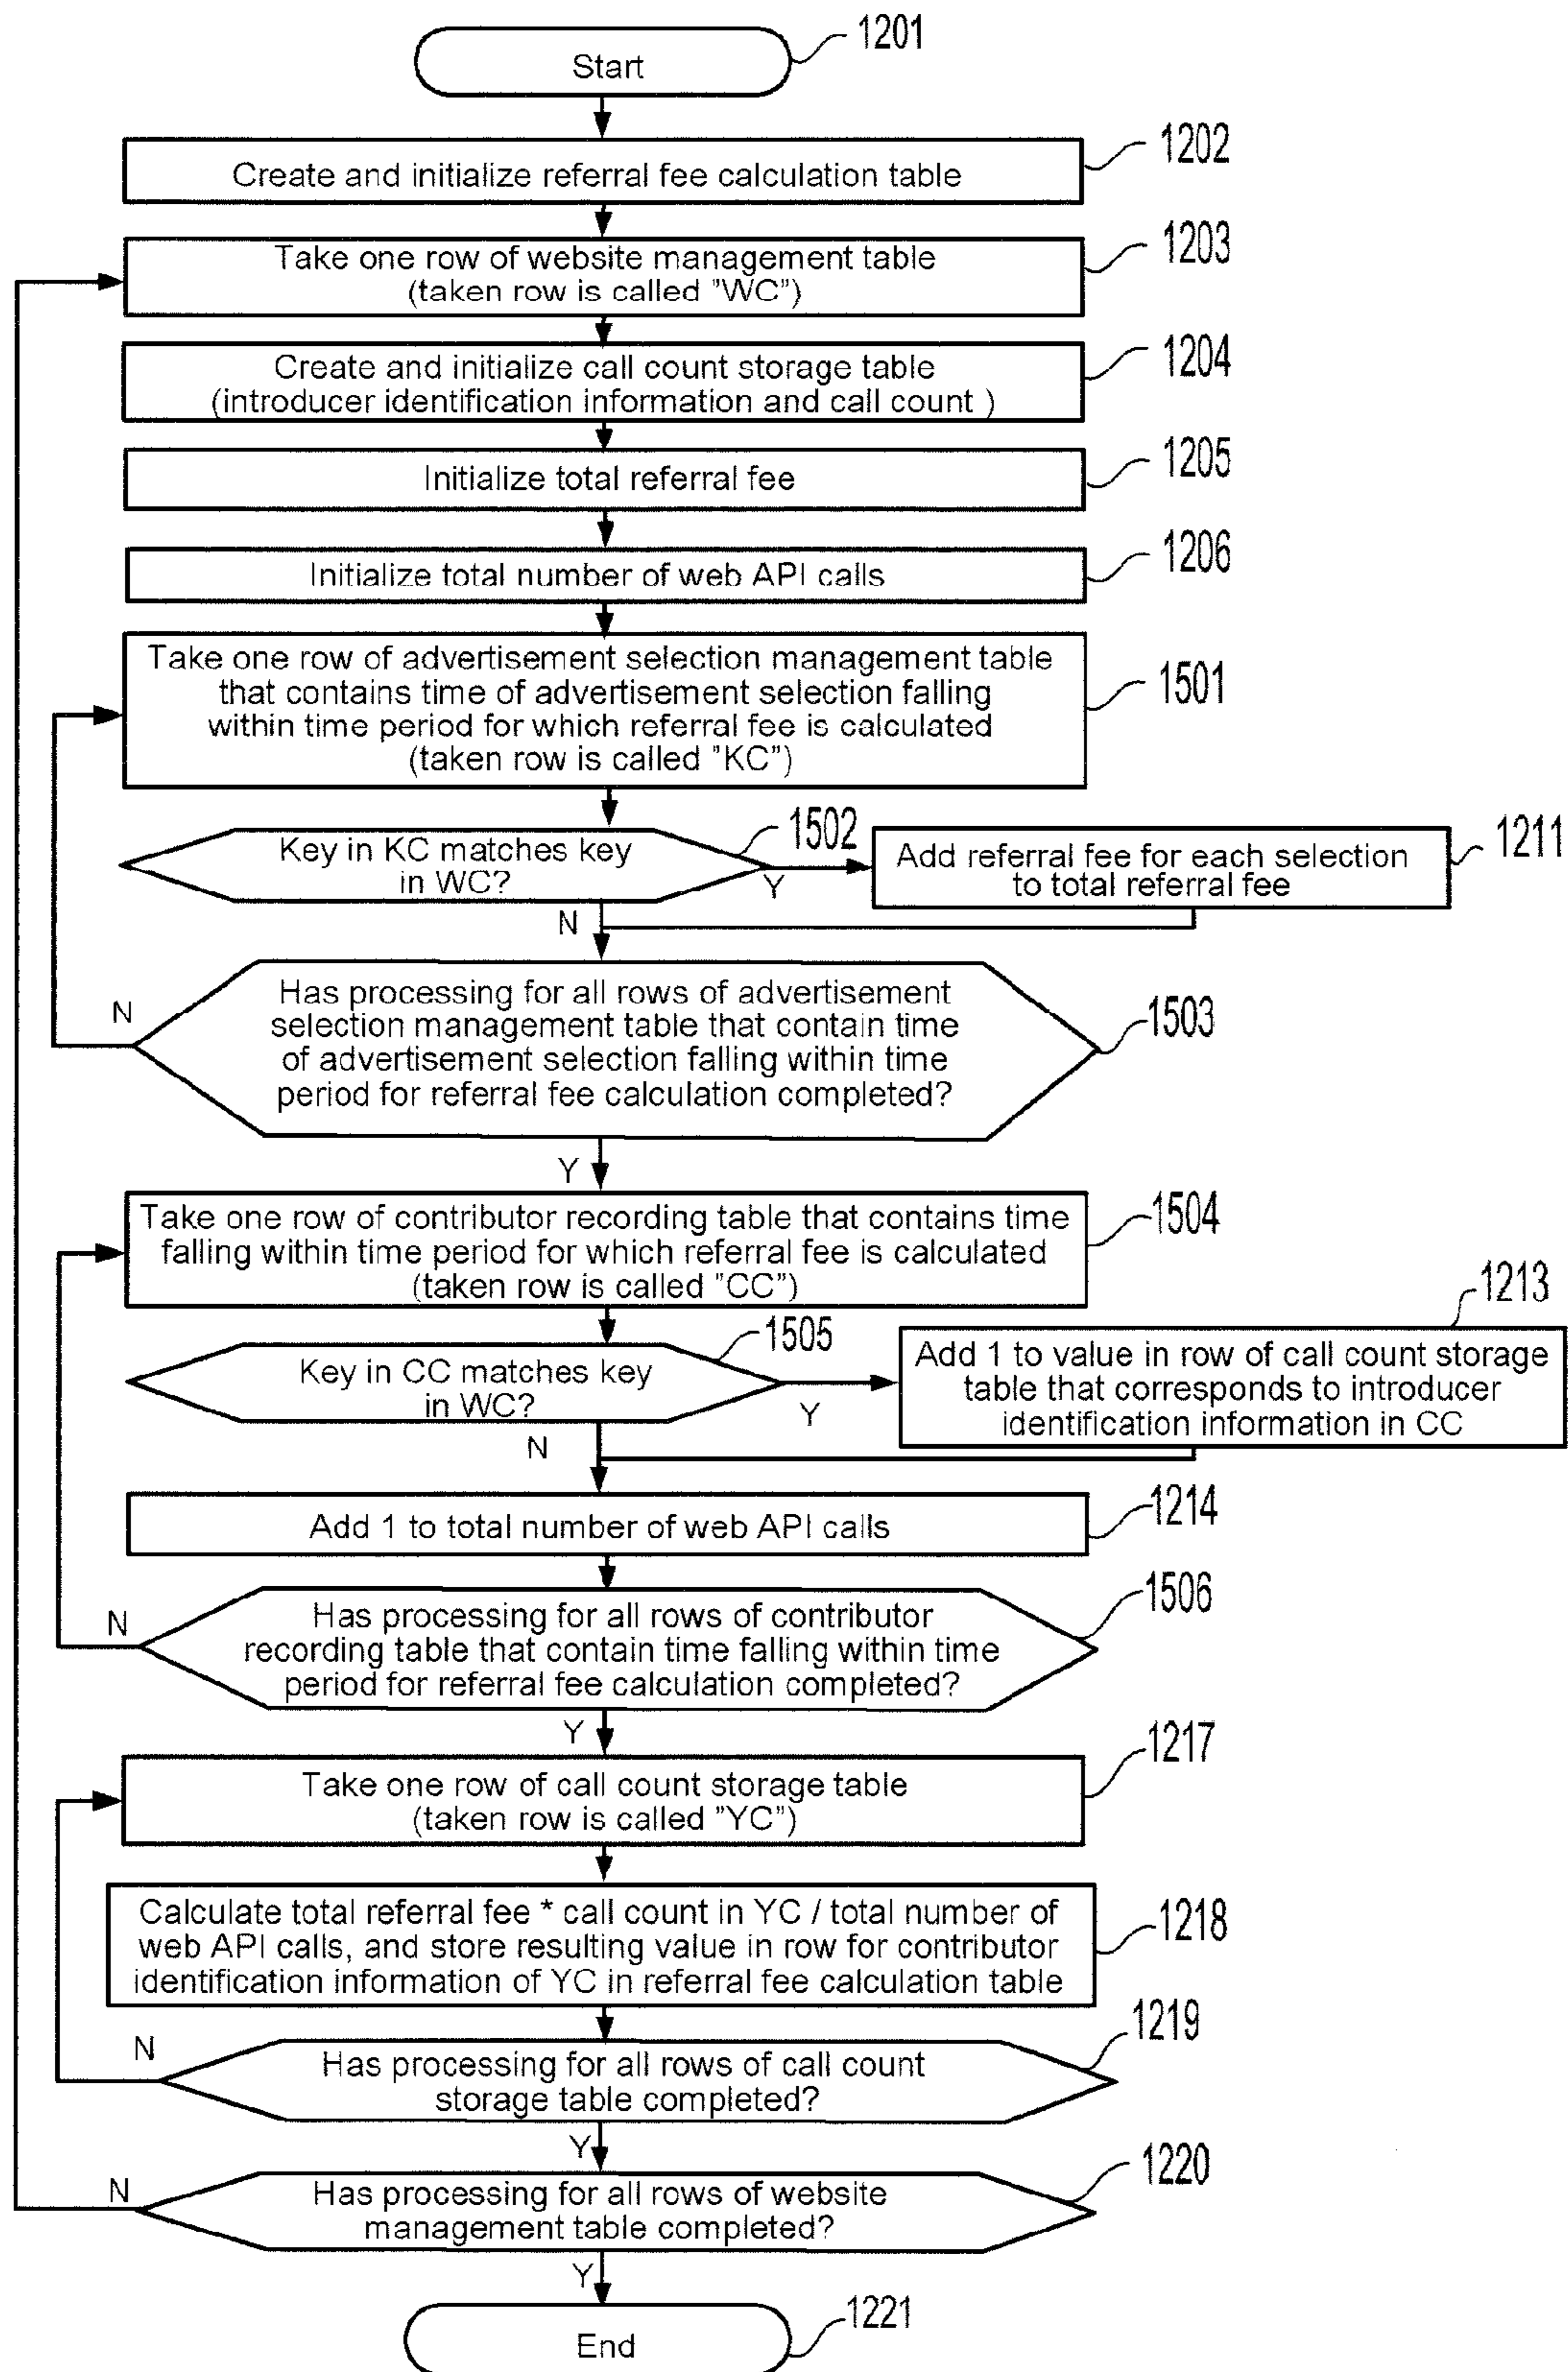 Start
1201
Create and initialize referral fee calculation table
1202
Take one row of website management table
(taken row is called "WC")
1203
Create and initialize call count storage table
(introducer identification information and call count )
1204
Initialize total referral fee
1205
Initialize total number of web API calls
1206
Take one row of advertisement selection management table
that contains time of advertisement selection falling
within time period for which referral fee is calculated
(taken row is called "KC")
1501
Key in KC matches key
in WC?
1502
Y
N
Add referral fee for each selection
to total referral fee
1211
Has processing for all rows of advertisement
selection management table that contain time
of advertisement selection falling within time
period for referral fee calculation completed?
1503
N
Y
Take one row of contributor recording table that contains time
falling within time period for which referral fee is calculated
(taken row is called "CC")
1504
Key in CC matches key
in WC?
1505
Y
N
Add 1 to value in row of call count storage
table that corresponds to introducer
identification information in CC
1213
Add 1 to total number of web API calls
1214
Has processing for all rows of contributor
recording table that contain time falling within time
period for referral fee calculation completed?
1506
N
Y
Take one row of call count storage table
(taken row is called "YC")
1217
Calculate total referral fee * call count in YC / total number of
web API calls, and store resulting value in row for contributor
identification information of YC in referral fee calculation table
1218
Has processing for all rows of call count
storage table completed?
1219
N
Y
Has processing for all rows of website
management table completed?
1220
N
Y
End
1221